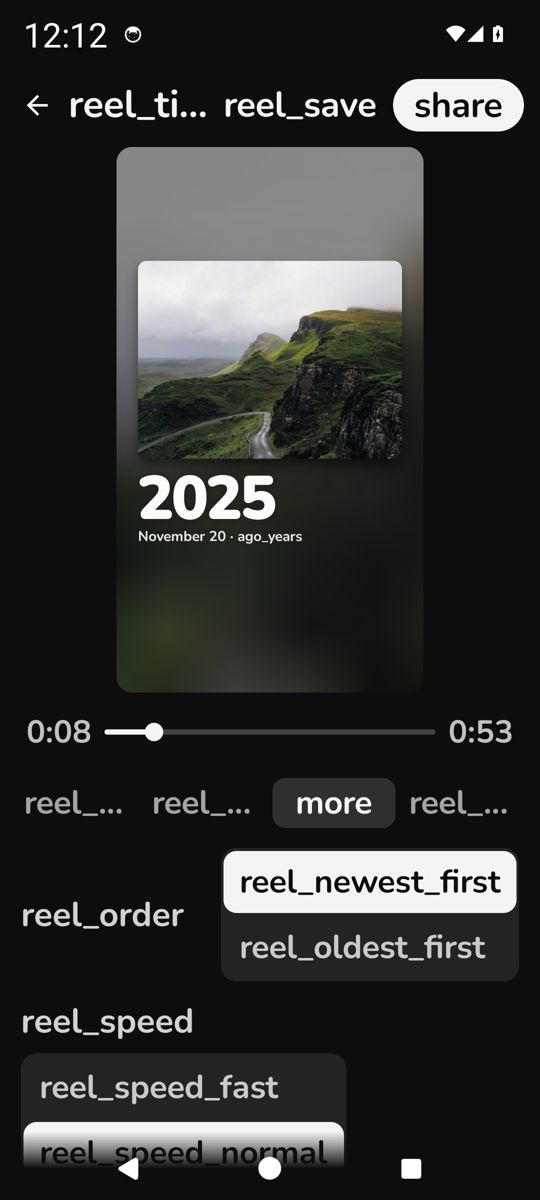 12:12
reel_ti...
reel_save
share
2025
November 20 · ago_years
0:08
0:53
reel_...
reel_...
more
reel_...
reel_order
reel_newest_first
reel_oldest_first
reel_speed
reel_speed_fast
reel_speed_normal